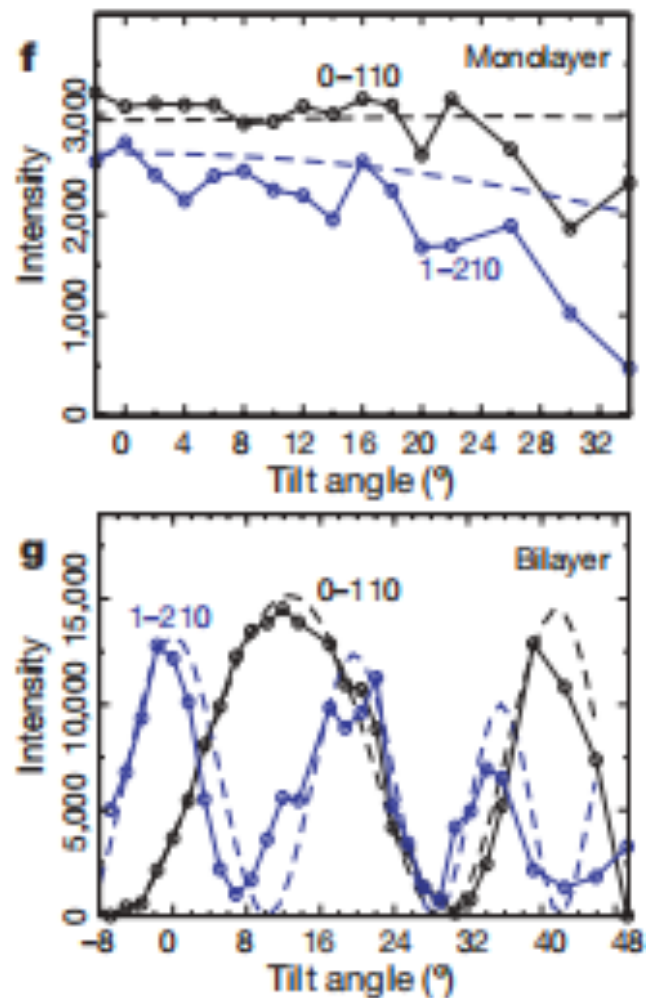 f
Monolayer
0–110
1–210
Intensity
0
1,000
2,000
3,000
0 4 8 12 16 20 24 28 32
Tilt angle (º)
g
Bilayer
1–210
0–110
Intensity
0
5,000
10,000
15,000
–8 0 8 16 24 32 40 48
Tilt angle (º)